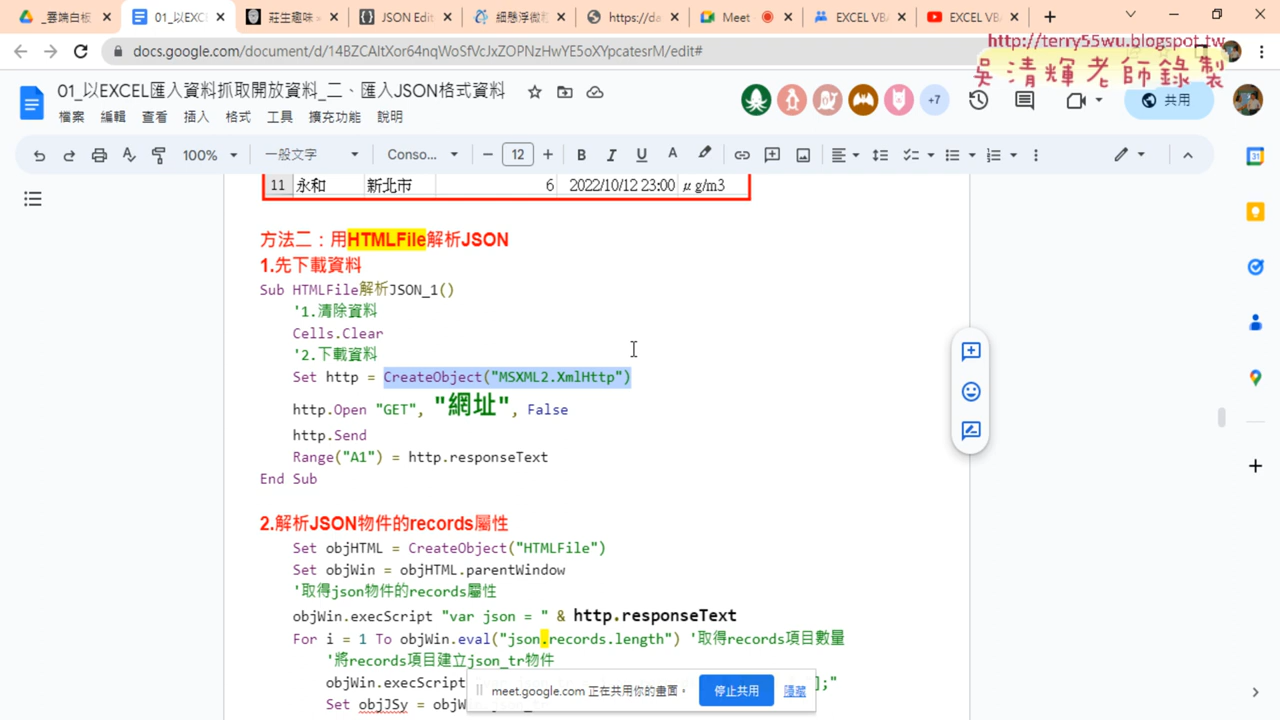 _雲端白板
01_以EXC
莊生趣味
JSON Edit
細懸浮微粒
https://da
Meet
EXCEL VBA
EXCEL VBA
docs.google.com/document/d/14BZCAltXor64nqWoSfVcJxZOPNzHwYE5oXYpcatesrM/edit#
http://terry55wu.blogspot.tw
吳清輝老師錄製
01_以EXCEL匯入資料抓取開放資料_二、匯入JSON格式資料
+7
共用
檔案 編輯 查看 插入 格式 工具 擴充功能 說明
100% 一般文字 Conso... 12 B I U A
11 永和 新北市 6 2022/10/12 23:00 μg/m3
方法二：用HTMLFile解析JSON
1.先下載資料
Sub HTMLFile解析JSON_1()
'1.清除資料
Cells.Clear
'2.下載資料
Set http = CreateObject("MSXML2.XmlHttp")
http.Open "GET", "網址", False
http.Send
Range("A1") = http.responseText
End Sub
2.解析JSON物件的records屬性
Set objHTML = CreateObject("HTMLFile")
Set objWin = objHTML.parentWindow
'取得json物件的records屬性
objWin.execScript "var json = " & http.responseText
For i = 1 To objWin.eval("json.records.length") '取得records項目數量
'將records項目建立json_tr物件
objWin.execScript ];"
Set objJSy = objW
meet.google.com 正在共用你的畫面。 停止共用 隱藏